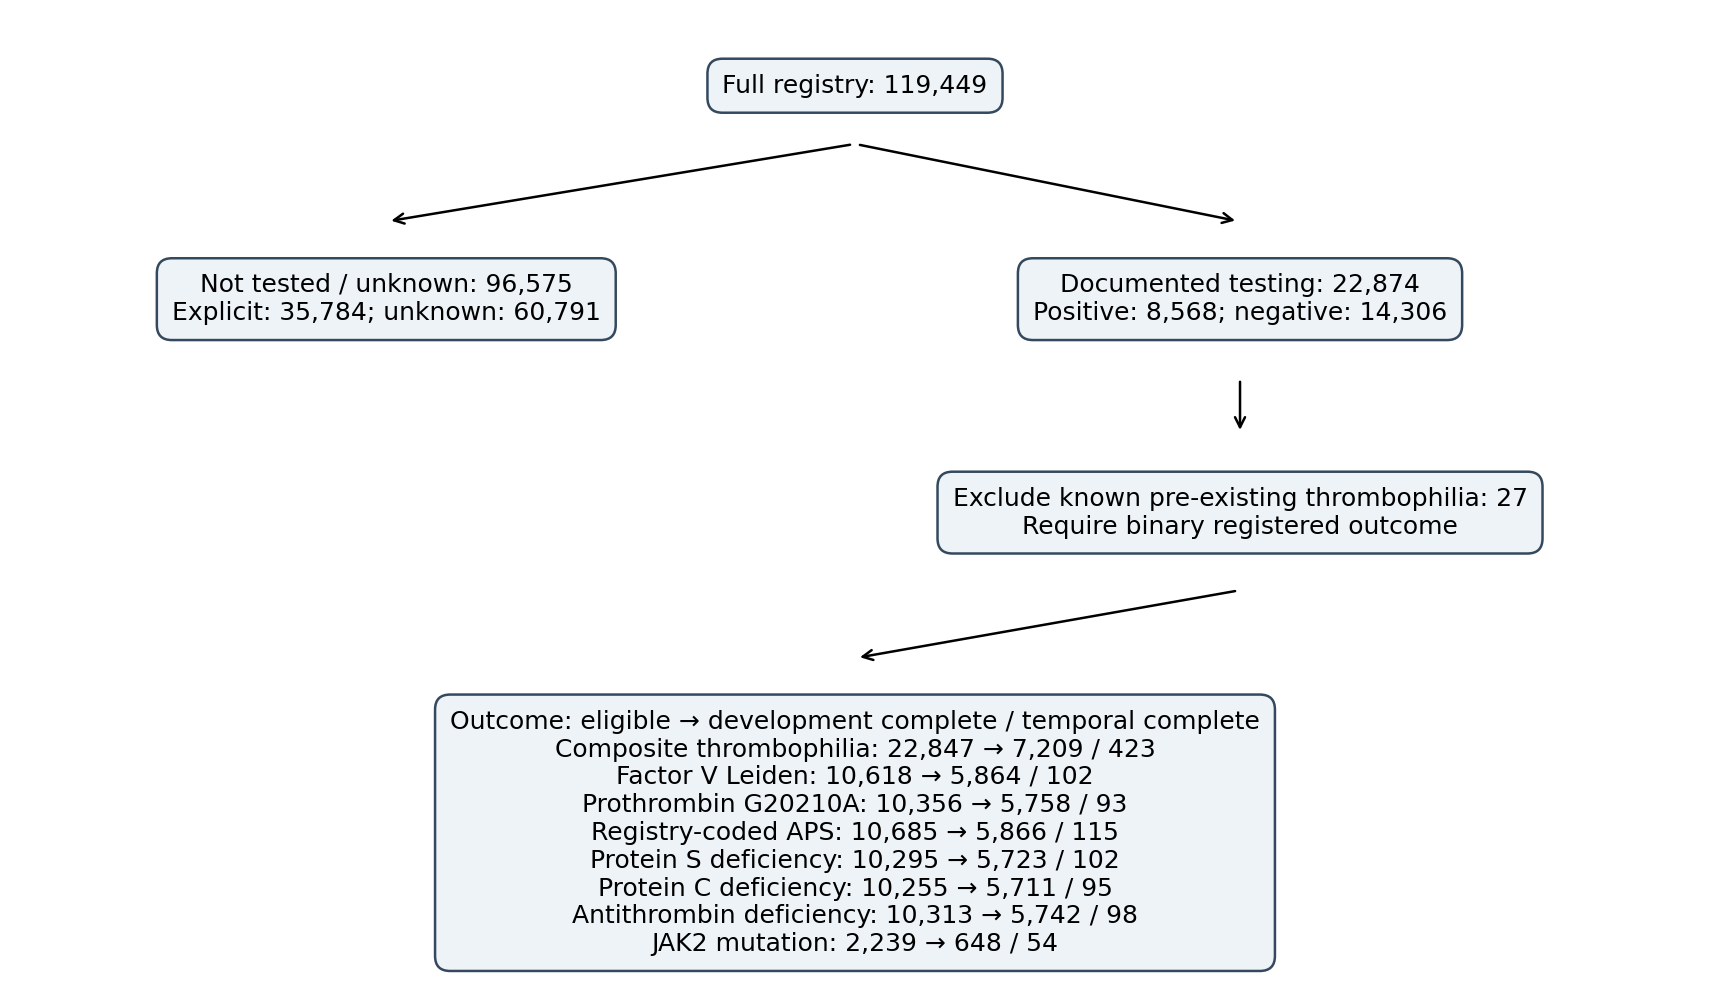 Full registry: 119,449
Not tested / unknown: 96,575
Explicit: 35,784; unknown: 60,791
Documented testing: 22,874
Positive: 8,568; negative: 14,306
Exclude known pre-existing thrombophilia: 27
Require binary registered outcome
Outcome: eligible → development complete / temporal complete
Composite thrombophilia: 22,847 → 7,209 / 423
Factor V Leiden: 10,618 → 5,864 / 102
Prothrombin G20210A: 10,356 → 5,758 / 93
Registry-coded APS: 10,685 → 5,866 / 115
Protein S deficiency: 10,295 → 5,723 / 102
Protein C deficiency: 10,255 → 5,711 / 95
Antithrombin deficiency: 10,313 → 5,742 / 98
JAK2 mutation: 2,239 → 648 / 54